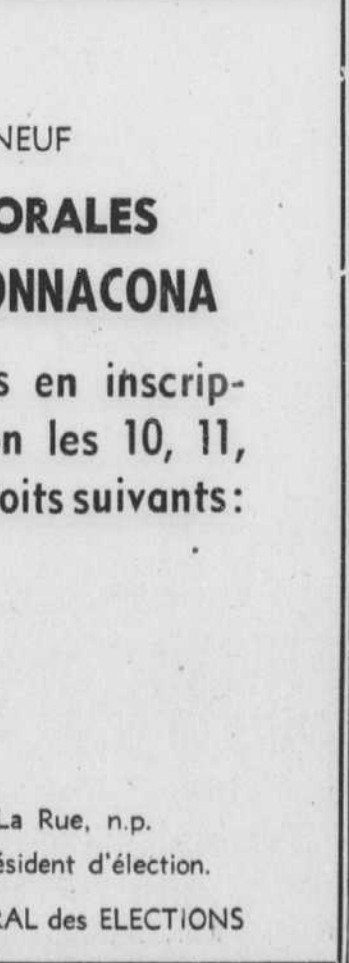 NEUF
ORALES
ONNACONA
s en inscrip-
n les 10, 11,
oits suivants:
La Rue, n.p.
ésident d'élection.
RAL des ELECTIONS